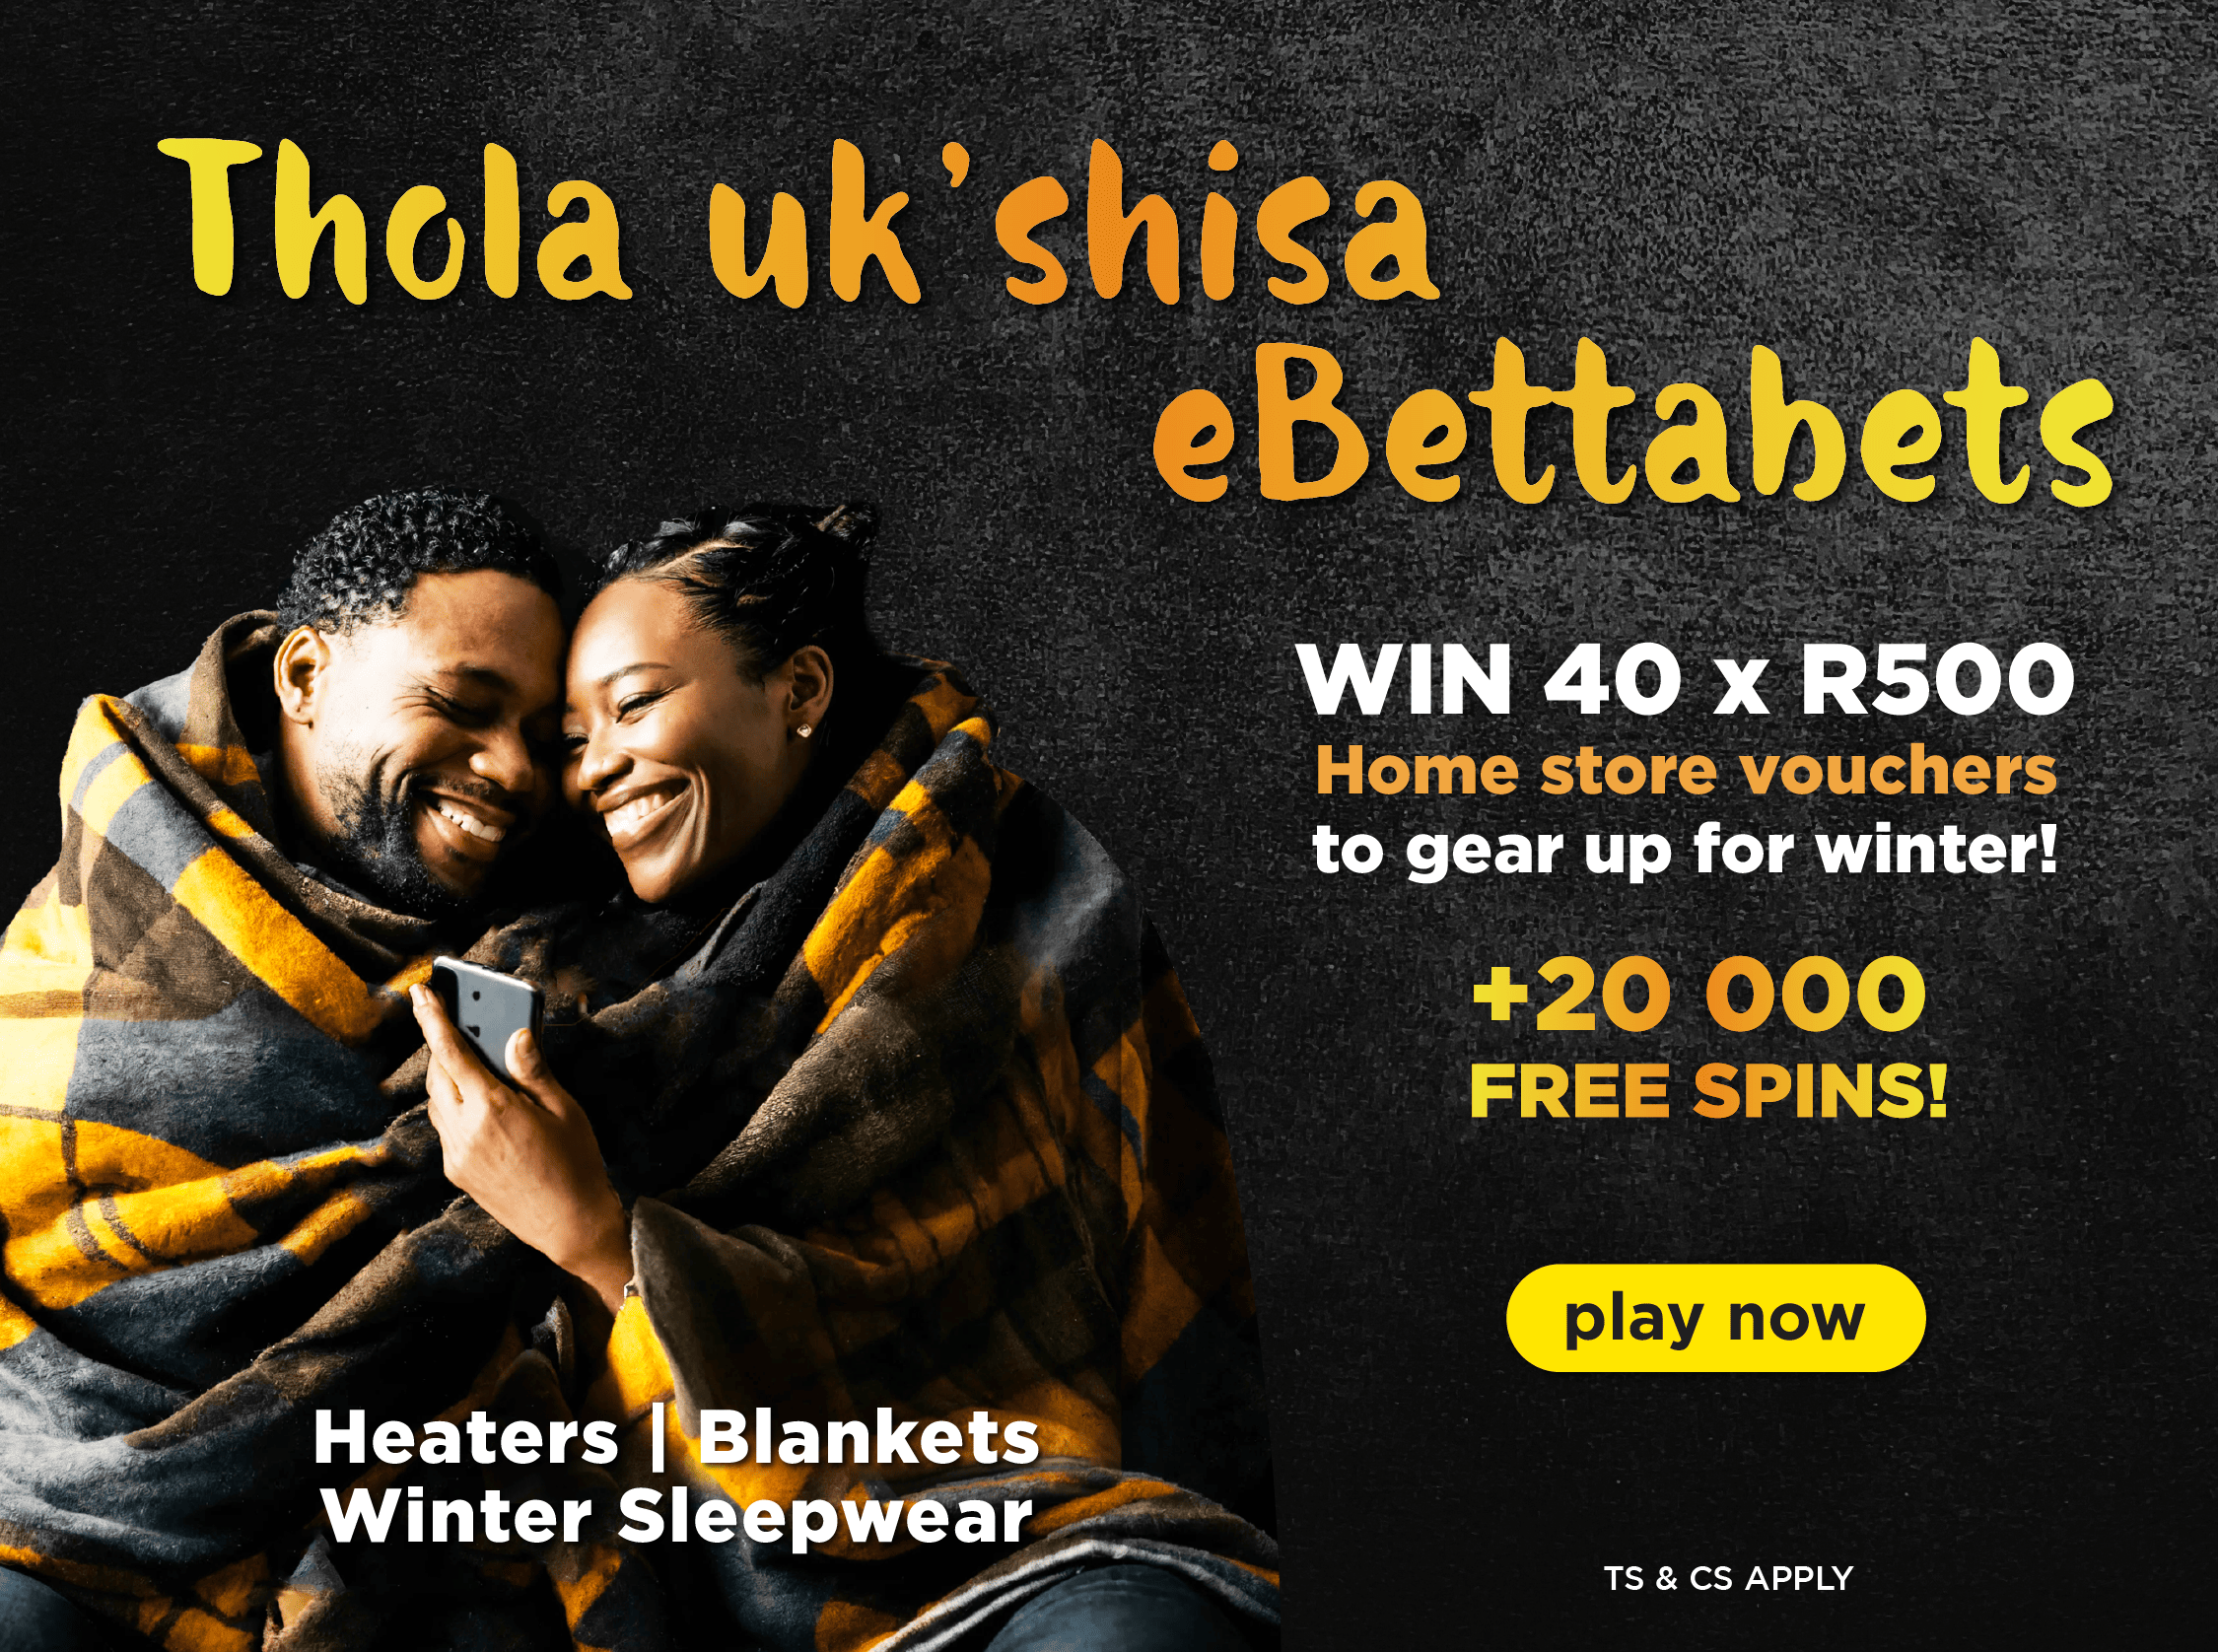 Thola uk'shisa
eBettabets
WIN 40 x R500
Home store vouchers
to gear up for winter!
+20 000
FREE SPINS!
play now
Heaters | Blankets
Winter Sleepwear
TS & CS APPLY